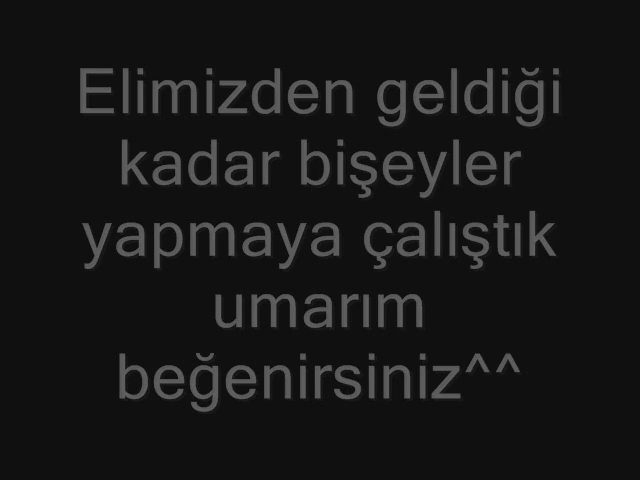 Elimizden geldiği
kadar bişeyler
yapmaya çalıştık
umarım
beğenirsiniz^^